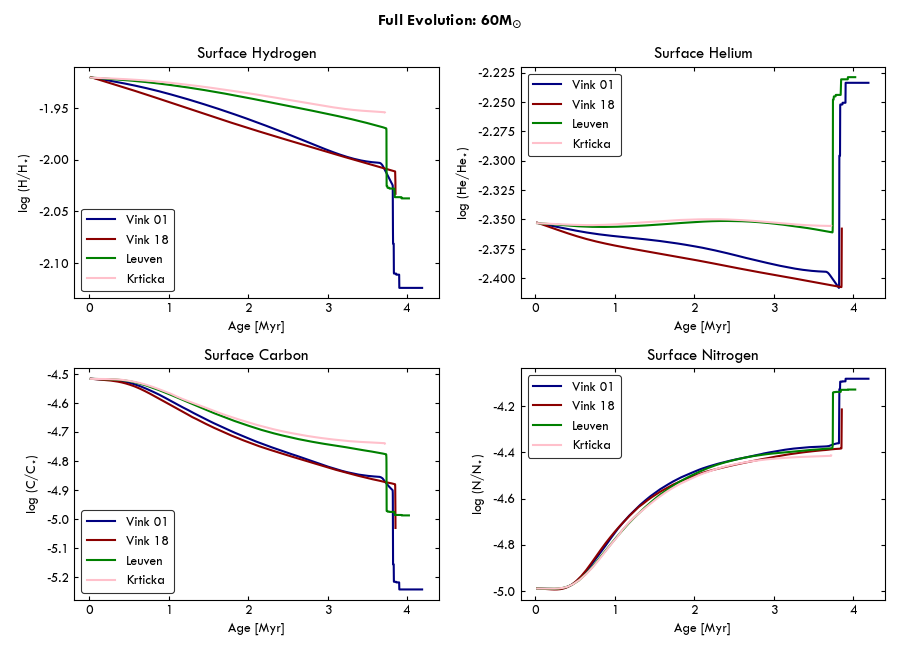 Full Evolution: 60M☉
Surface Hydrogen
log (H/H⋆)
-1.95
-2.00
-2.05
-2.10
Vink 01
Vink 18
Leuven
Krticka
0 1 2 3 4
Age [Myr]
Surface Helium
log (He/He⋆)
-2.225
-2.250
-2.275
-2.300
-2.325
-2.350
-2.375
-2.400
Vink 01
Vink 18
Leuven
Krticka
0 1 2 3 4
Age [Myr]
Surface Carbon
log (C/C⋆)
-4.5
-4.6
-4.7
-4.8
-4.9
-5.0
-5.1
-5.2
Vink 01
Vink 18
Leuven
Krticka
0 1 2 3 4
Age [Myr]
Surface Nitrogen
log (N/N⋆)
-4.2
-4.4
-4.6
-4.8
-5.0
Vink 01
Vink 18
Leuven
Krticka
0 1 2 3 4
Age [Myr]